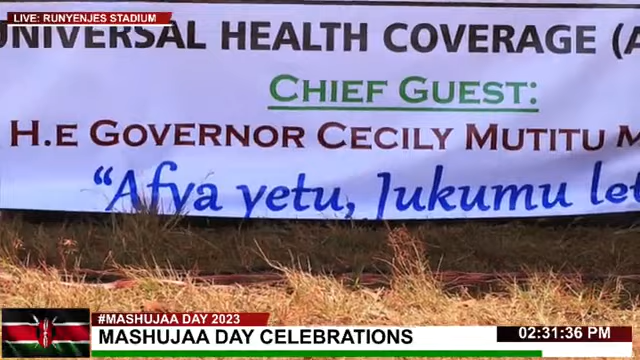 LIVE: RUNYENJES STADIUM
UNIVERSAL HEALTH COVERAGE (
CHIEF GUEST:
H.E GOVERNOR CECILY MUTITU M
"Afya yetu, Jukumu let
#MASHUJAA DAY 2023
MASHUJAA DAY CELEBRATIONS
02:31:36 PM